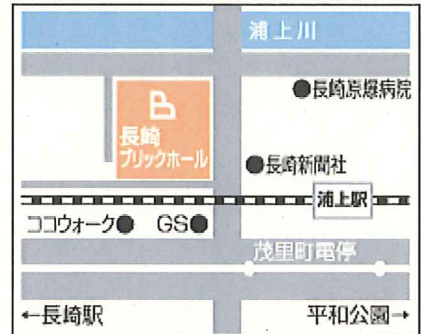 浦上川
●長崎原爆病院
B
長崎
ブリックホール
●長崎新聞社
浦上駅
ココウォーク● GS●
茂里町電停
←長崎駅
平和公園→